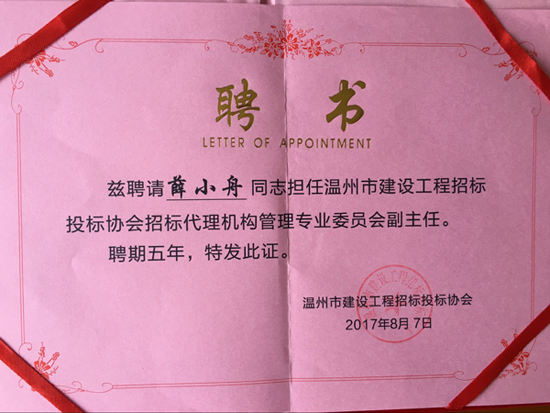 聘 书
LETTER OF APPOINTMENT
兹聘请薛小舟同志担任温州市建设工程招标
投标协会招标代理机构管理专业委员会副主任。
聘期五年，特发此证。
温州市建设工程招标投标协会
2017年8月7日